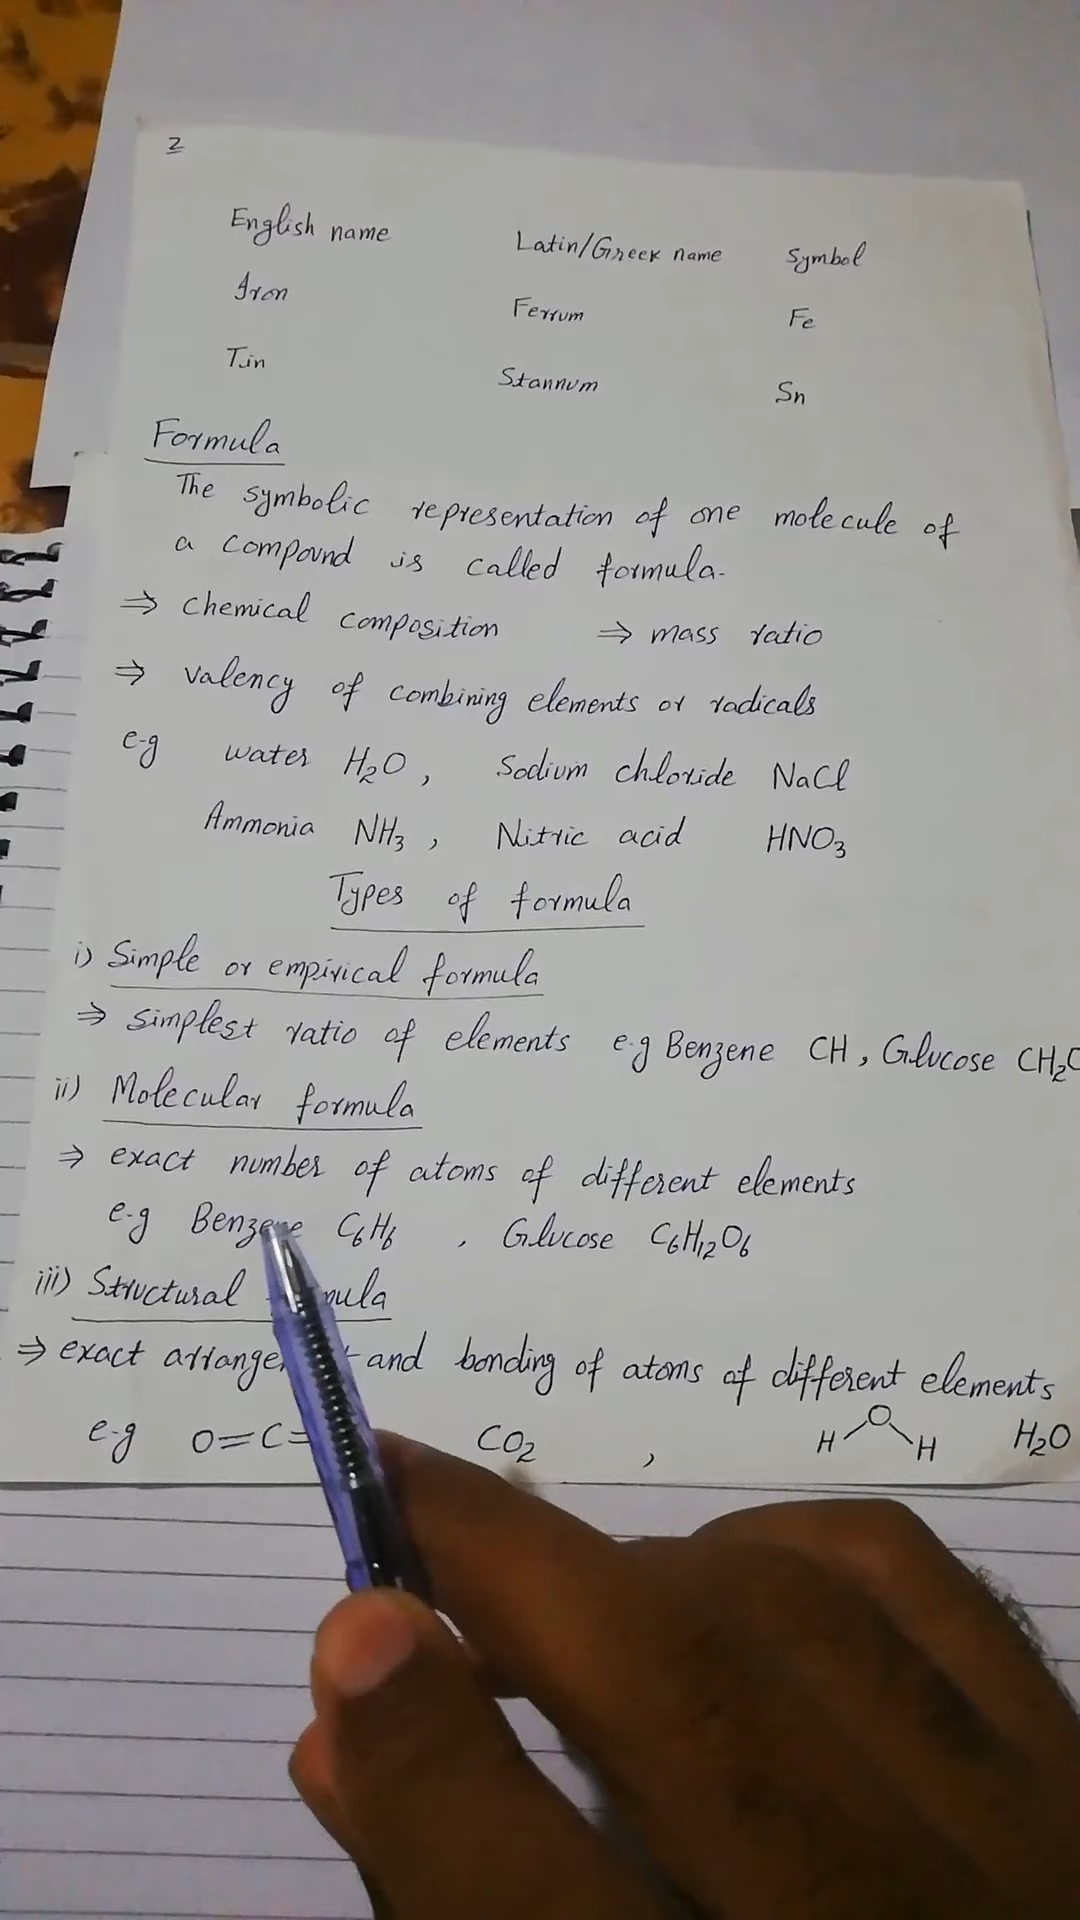 2
English name Latin/Greek name Symbol
Iron Ferrum Fe
Tin Stannum Sn
Formula
The symbolic representation of one molecule of
a compound is called formula.
⇒ chemical composition ⇒ mass ratio
⇒ valency of combining elements or radicals
e.g water H₂O, Sodium chloride NaCl
Ammonia NH₃, Nitric acid HNO₃
Types of formula
i) Simple or empirical formula
⇒ simplest ratio of elements e.g Benzene CH, Glucose CH₂O
ii) Molecular formula
⇒ exact number of atoms of different elements
e.g Benzene C₆H₆, Glucose C₆H₁₂O₆
iii) Structural
⇒ exact and bonding of atoms of different elements
e.g O=C= CO₂, H O H H₂O